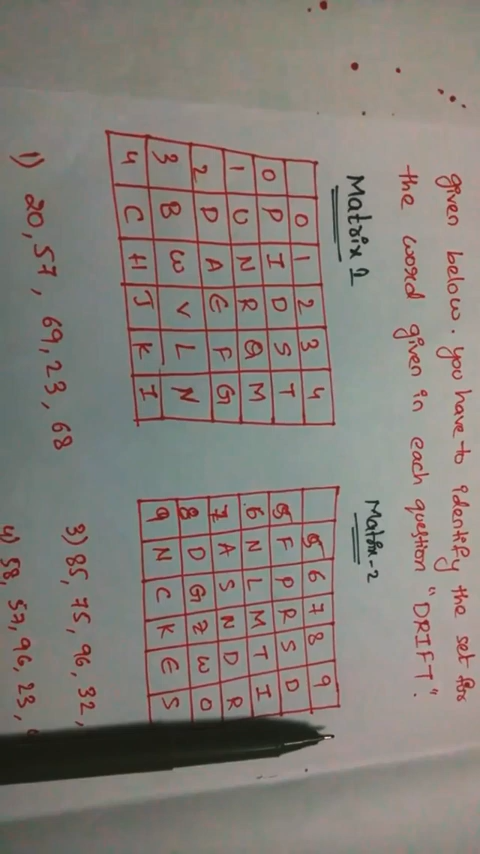 given below. you have to identify the set for
the word given in each question "DRIFT".
Matrix 1
0 1 2 3 4
0 P I D S T
1 U N R O M
2 D A E F G
3 B W V L N
4 C H J K I
Matrix-2
5 6 7 8 9
5 F P R S D
6 N L M T I
7 A S N D R
8 D G Z W O
9 N C K E S
1) 20, 57, 69, 23, 68
3) 85, 75, 96, 32,
4) 58, 57, 96, 23,